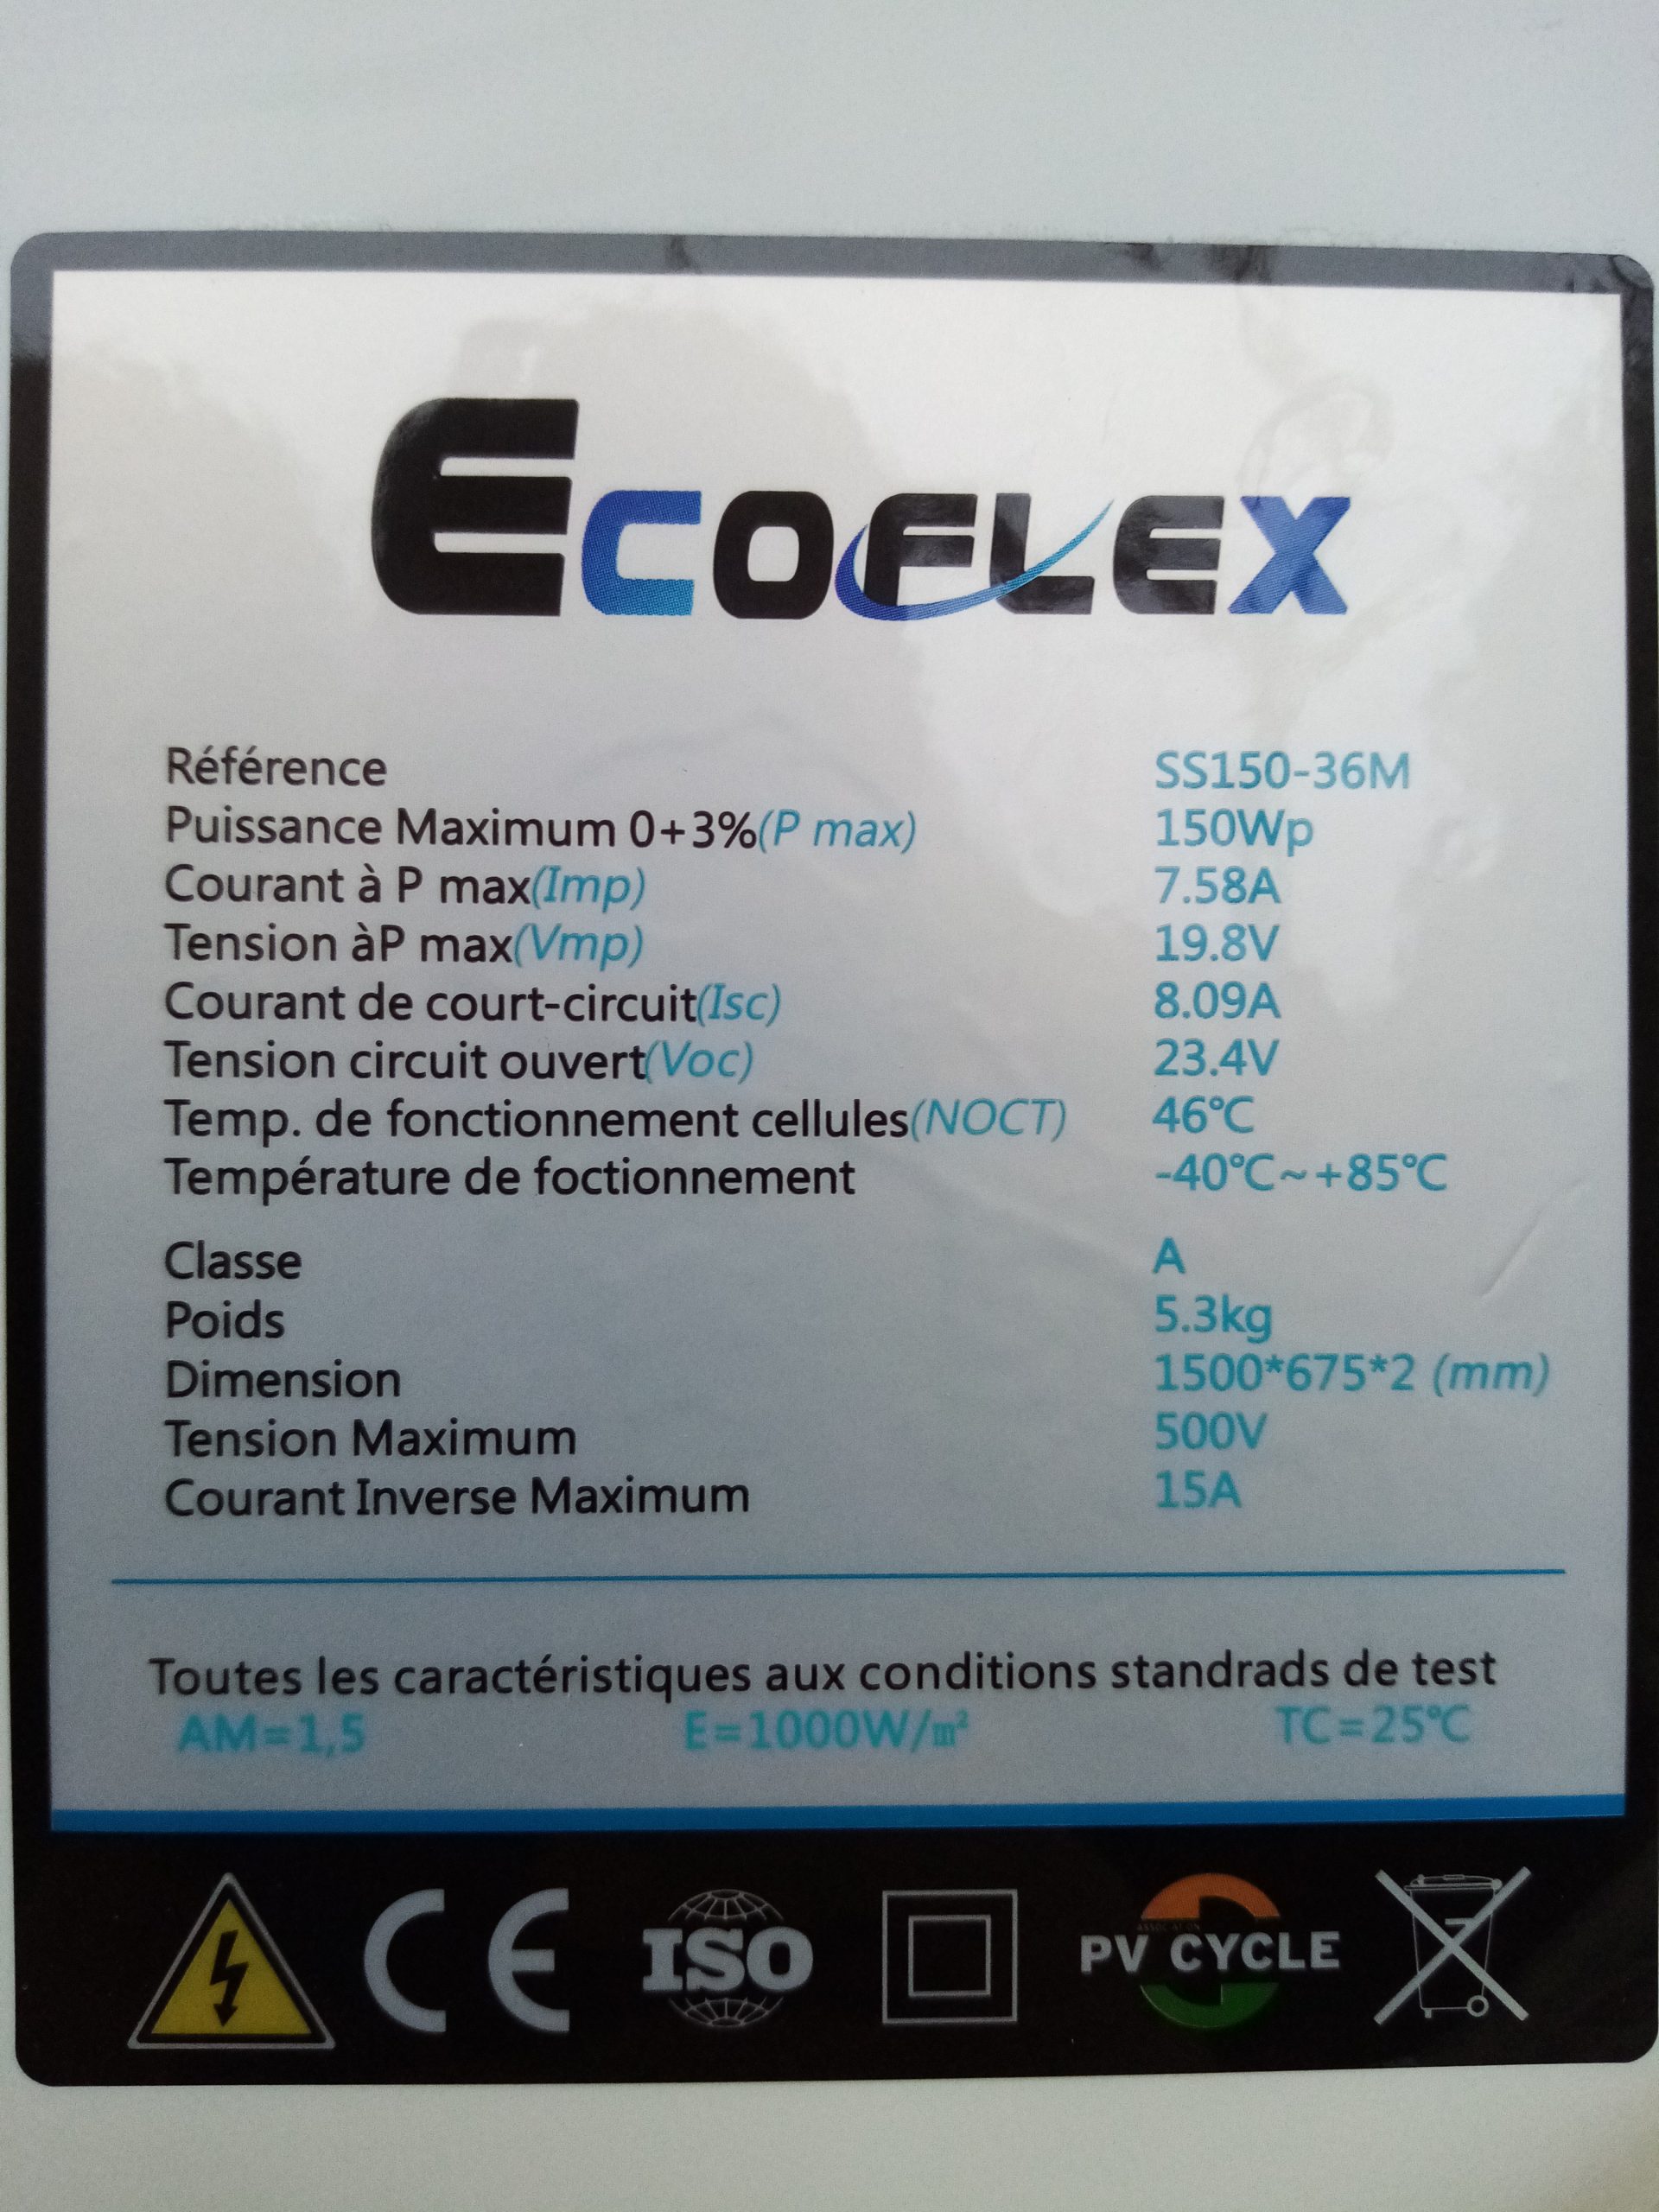 ECOFLEX
Référence SS150-36M
Puissance Maximum 0+3%(P max) 150Wp
Courant à P max(Imp) 7.58A
Tension àP max(Vmp) 19.8V
Courant de court-circuit(Isc) 8.09A
Tension circuit ouvert(Voc) 23.4V
Temp. de fonctionnement cellules(NOCT) 46℃
Température de foctionnement -40℃~+85℃
Classe A
Poids 5.3kg
Dimension 1500*675*2 (mm)
Tension Maximum 500V
Courant Inverse Maximum 15A
Toutes les caractéristiques aux conditions standrads de test
AM=1,5 E=1000W/㎡ TC=25℃
CE ISO ASSOCIATION PV CYCLE